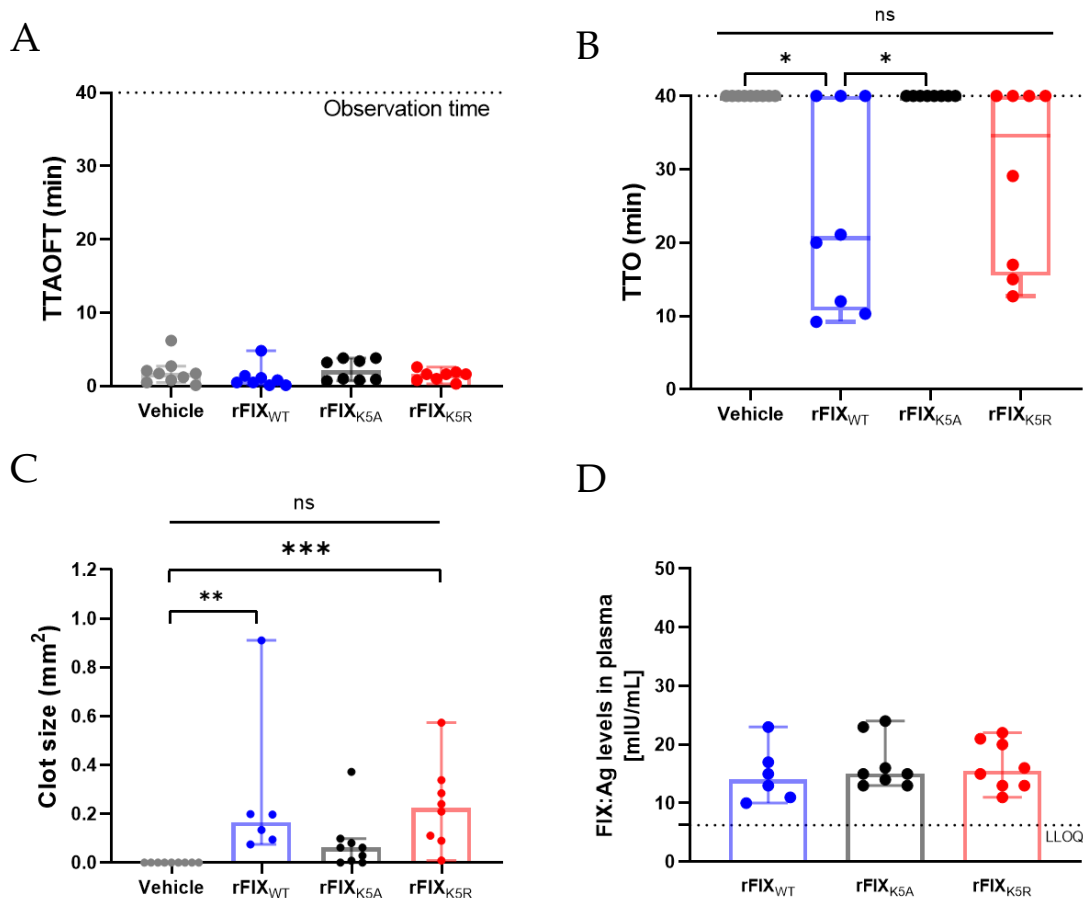 A
TTAOFT (min)
40
30
20
10
0
Observation time
Vehicle rFIXWT rFIXK5A rFIXK5R
B
ns
* *
TTO (min)
40
30
20
10
0
Vehicle rFIXWT rFIXK5A rFIXK5R
C
ns
***
**
Clot size (mm²)
1.2
1.0
0.8
0.6
0.4
0.2
0.0
Vehicle rFIXWT rFIXK5A rFIXK5R
D
FIX:Ag levels in plasma
[mIU/mL]
50
40
30
20
10
0
LLOQ
rFIXWT rFIXK5A rFIXK5R